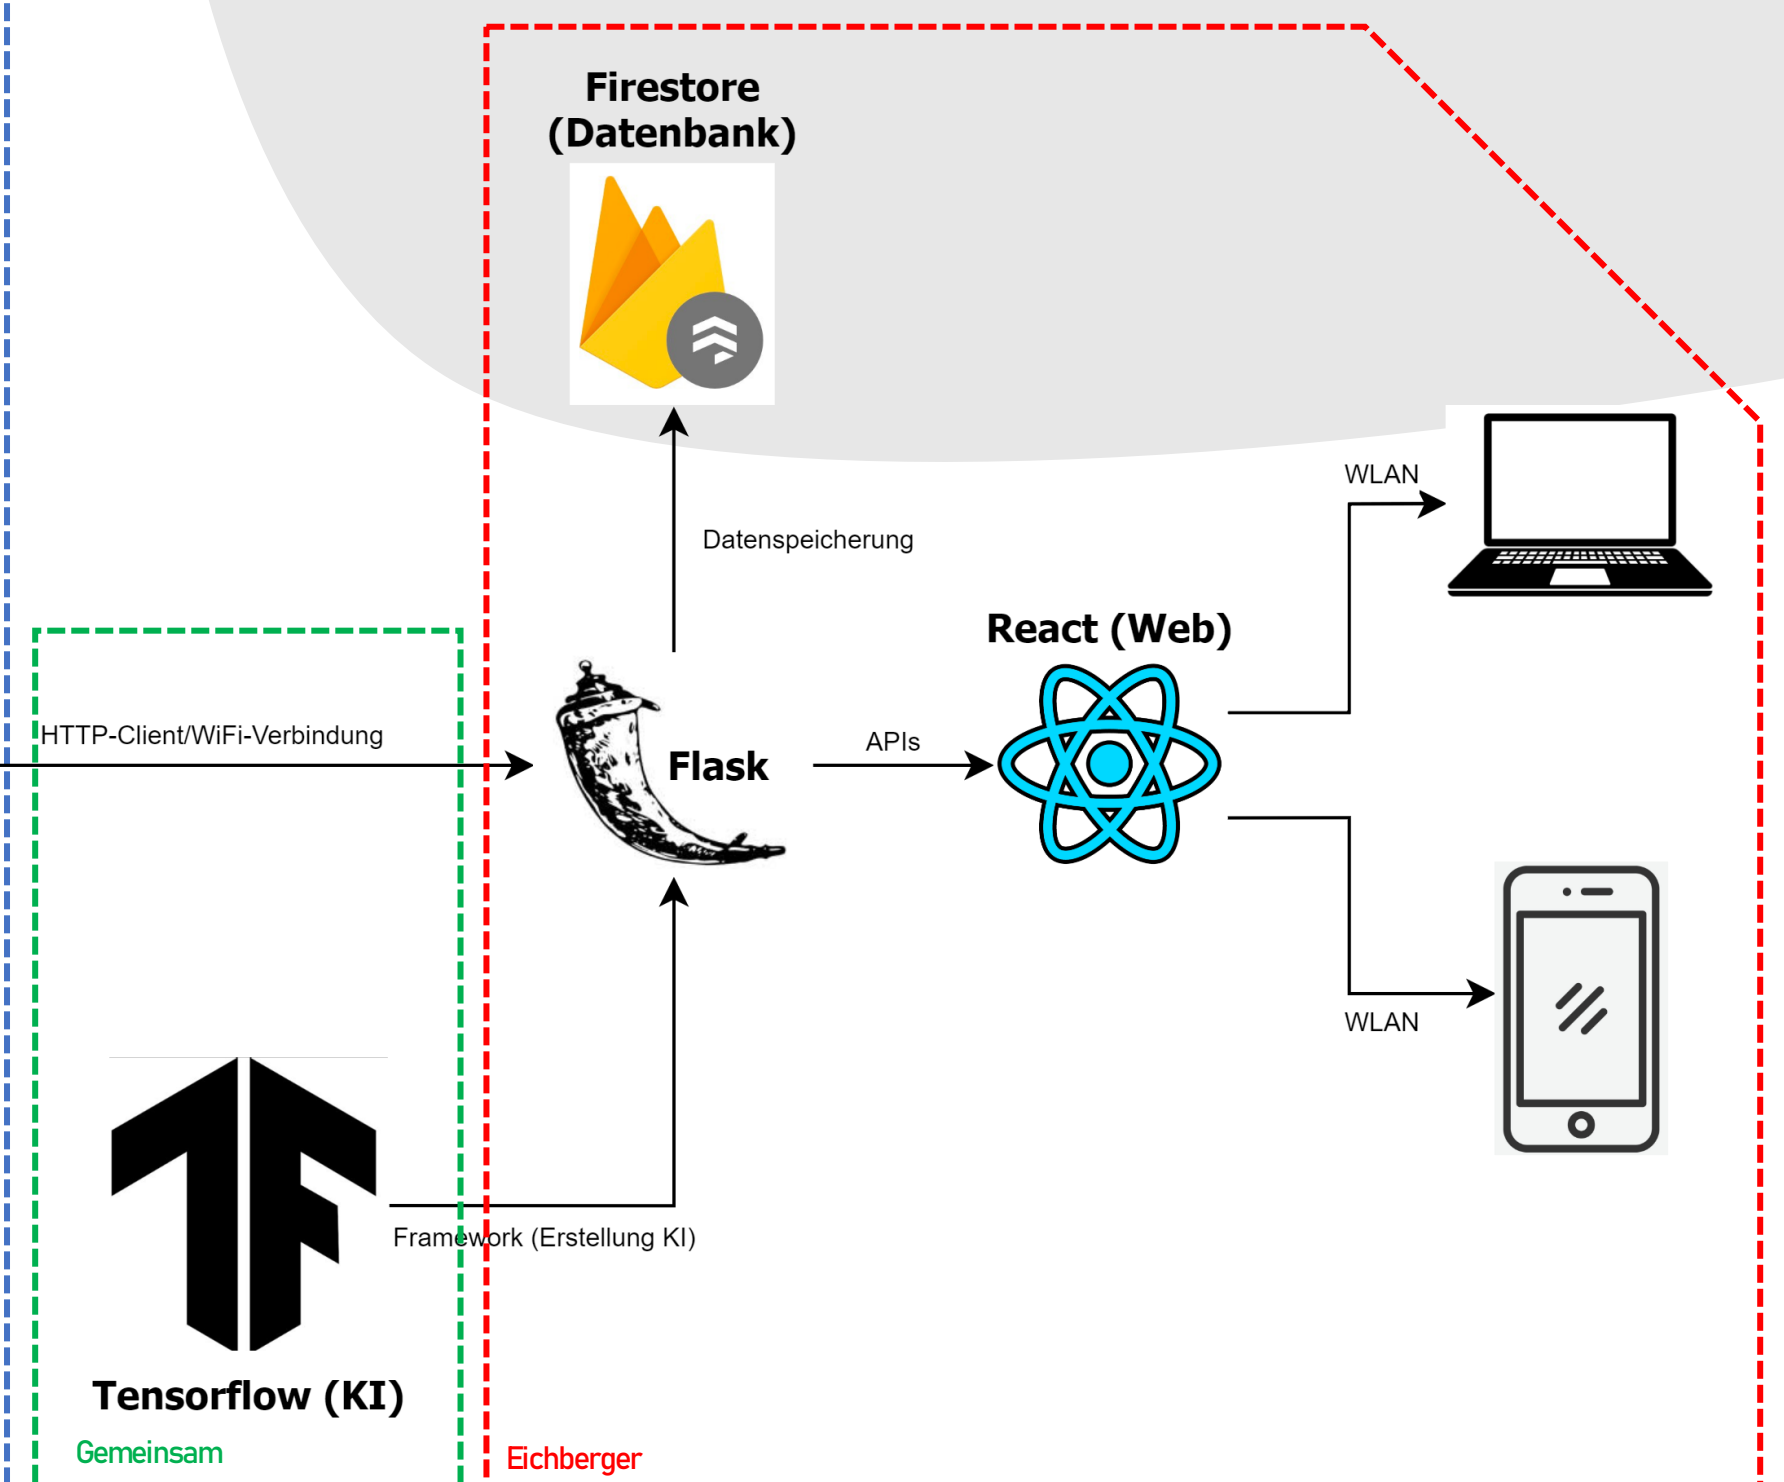 Firestore
(Datenbank)
WLAN
Datenspeicherung
React (Web)
HTTP-Client/WiFi-Verbindung
Flask
APIs
WLAN
Framework (Erstellung KI)
Tensorflow (KI)
Gemeinsam
Eichberger